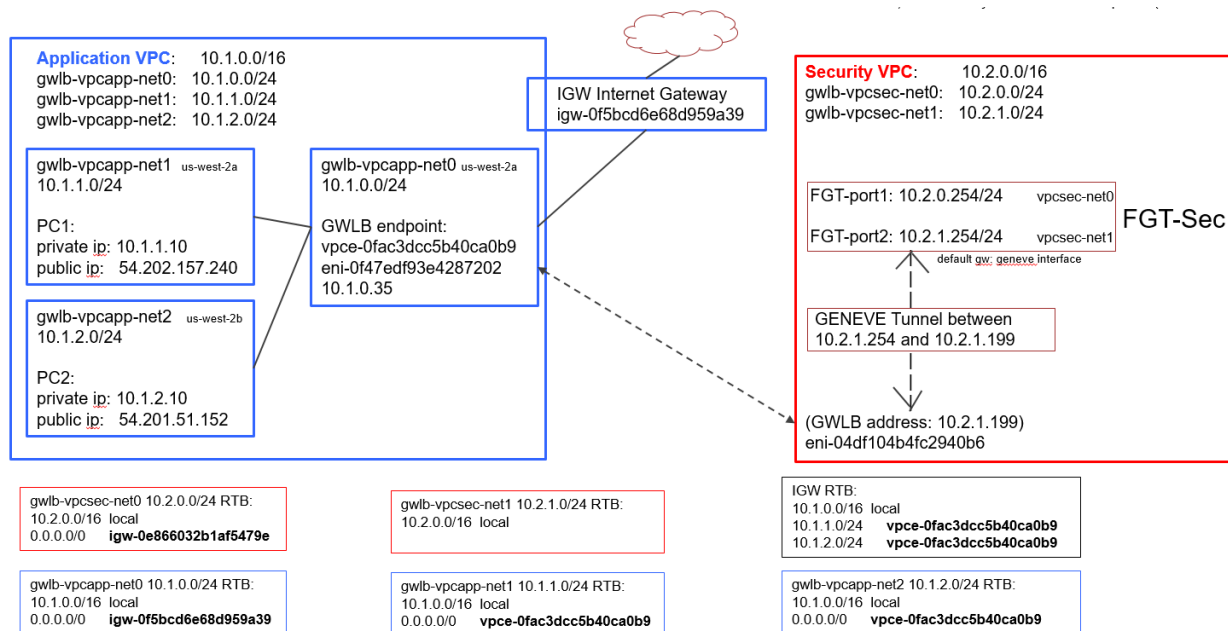 Application VPC: 10.1.0.0/16
gwlb-vpcapp-net0: 10.1.0.0/24
gwlb-vpcapp-net1: 10.1.1.0/24
gwlb-vpcapp-net2: 10.1.2.0/24
gwlb-vpcapp-net1 us-west-2a
10.1.1.0/24
PC1:
private ip: 10.1.1.10
public ip: 54.202.157.240
gwlb-vpcapp-net2 us-west-2b
10.1.2.0/24
PC2:
private ip: 10.1.2.10
public ip: 54.201.51.152
gwlb-vpcapp-net0 us-west-2a
10.1.0.0/24
GWLB endpoint:
vpce-0fac3dcc5b40ca0b9
eni-0f47edf93e4287202
10.1.0.35
IGW Internet Gateway
igw-0f5bcd6e68d959a39
Security VPC: 10.2.0.0/16
gwlb-vpcsec-net0: 10.2.0.0/24
gwlb-vpcsec-net1: 10.2.1.0/24
FGT-port1: 10.2.0.254/24 vpcsec-net0
FGT-port2: 10.2.1.254/24 vpcsec-net1
FGT-Sec
default gw: geneve interface
GENEVE Tunnel between
10.2.1.254 and 10.2.1.199
(GWLB address: 10.2.1.199)
eni-04df104b4fc2940b6
gwlb-vpcsec-net0 10.2.0.0/24 RTB:
10.2.0.0/16 local
0.0.0.0/0 igw-0e866032b1af5479e
gwlb-vpcsec-net1 10.2.1.0/24 RTB:
10.2.0.0/16 local
IGW RTB:
10.1.0.0/16 local
10.1.1.0/24 vpce-0fac3dcc5b40ca0b9
10.1.2.0/24 vpce-0fac3dcc5b40ca0b9
gwlb-vpcapp-net0 10.1.0.0/24 RTB:
10.1.0.0/16 local
0.0.0.0/0 igw-0f5bcd6e68d959a39
gwlb-vpcapp-net1 10.1.1.0/24 RTB:
10.1.0.0/16 local
0.0.0.0/0 vpce-0fac3dcc5b40ca0b9
gwlb-vpcapp-net2 10.1.2.0/24 RTB:
10.1.0.0/16 local
0.0.0.0/0 vpce-0fac3dcc5b40ca0b9